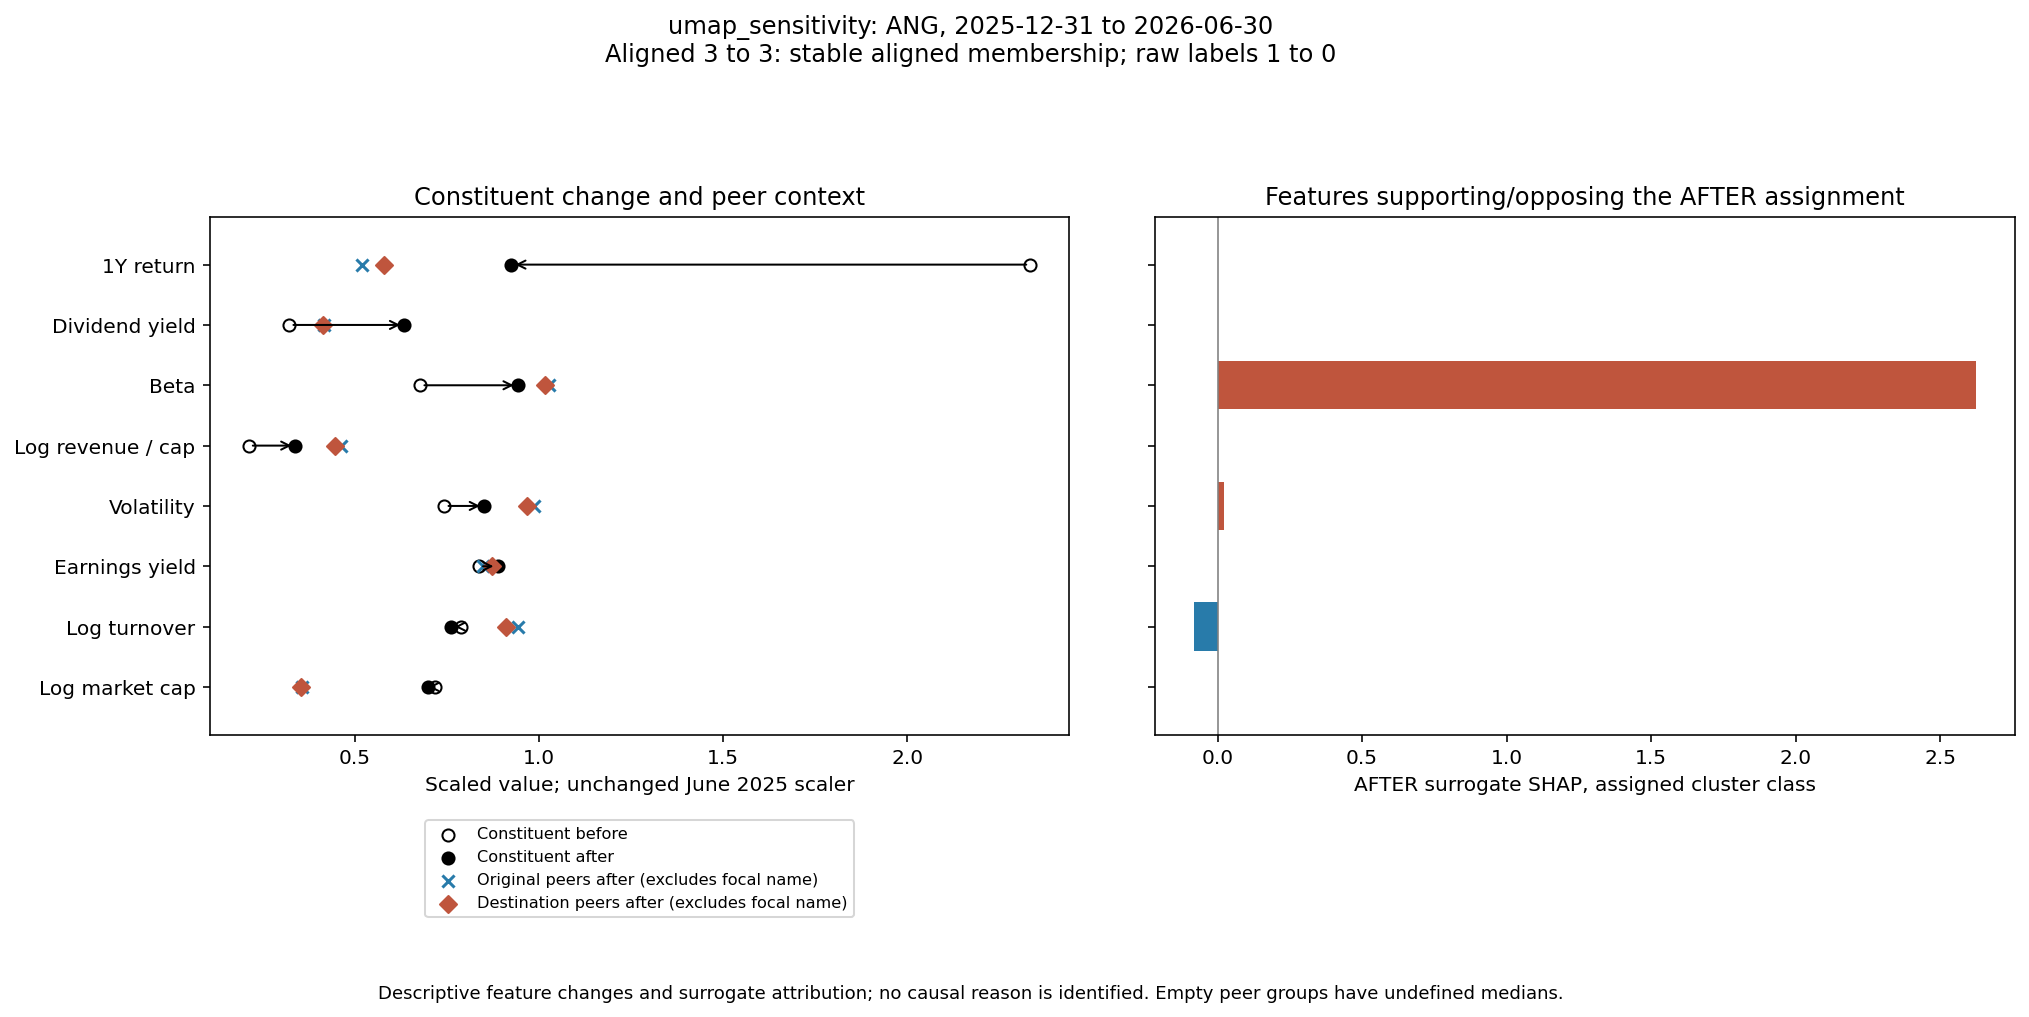 umap_sensitivity: ANG, 2025-12-31 to 2026-06-30
Aligned 3 to 3: stable aligned membership; raw labels 1 to 0
Constituent change and peer context
1Y return
Dividend yield
Beta
Log revenue / cap
Volatility
Earnings yield
Log turnover
Log market cap
0.5 1.0 1.5 2.0
Scaled value; unchanged June 2025 scaler
Constituent before
Constituent after
Original peers after (excludes focal name)
Destination peers after (excludes focal name)
Features supporting/opposing the AFTER assignment
0.0 0.5 1.0 1.5 2.0 2.5
AFTER surrogate SHAP, assigned cluster class
Descriptive feature changes and surrogate attribution; no causal reason is identified. Empty peer groups have undefined medians.